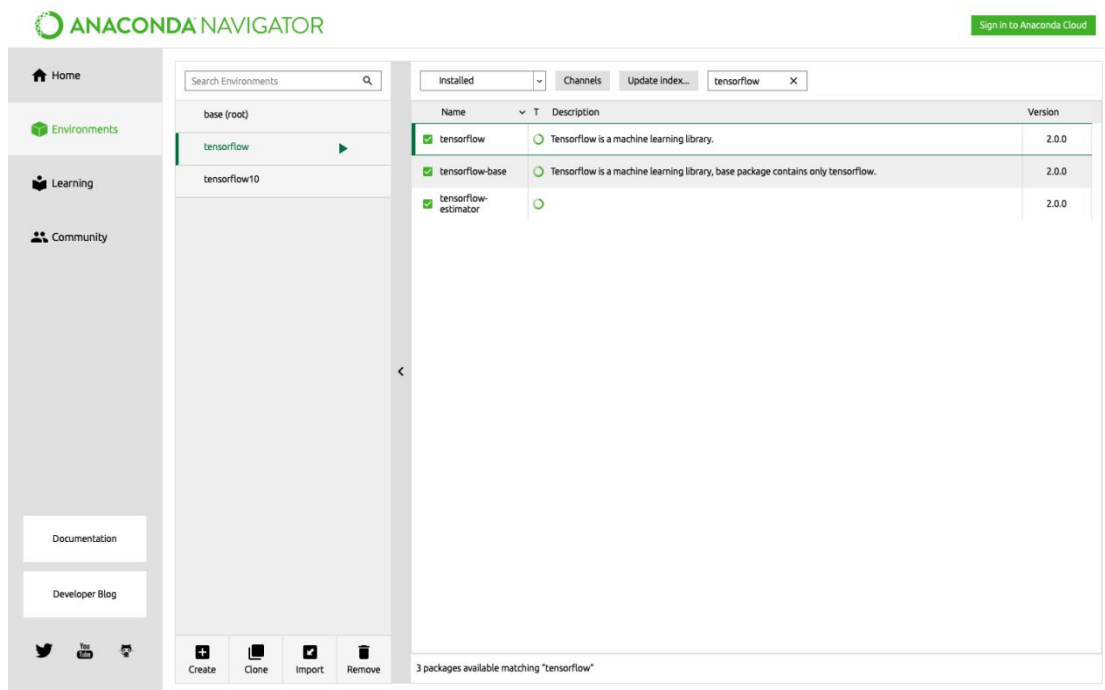 ANACONDA NAVIGATOR
Sign in to Anaconda Cloud
Home
Environments
Learning
Community
Documentation
Developer Blog
You
Tube
Search Environments
base (root)
tensorflow
tensorflow10
Create
Clone
Import
Remove
Installed
Channels
Update index...
tensorflow
Name
T
Description
Version
tensorflow
Tensorflow is a machine learning library.
2.0.0
tensorflow-base
Tensorflow is a machine learning library, base package contains only tensorflow.
2.0.0
tensorflow-
estimator
2.0.0
3 packages available matching "tensorflow"